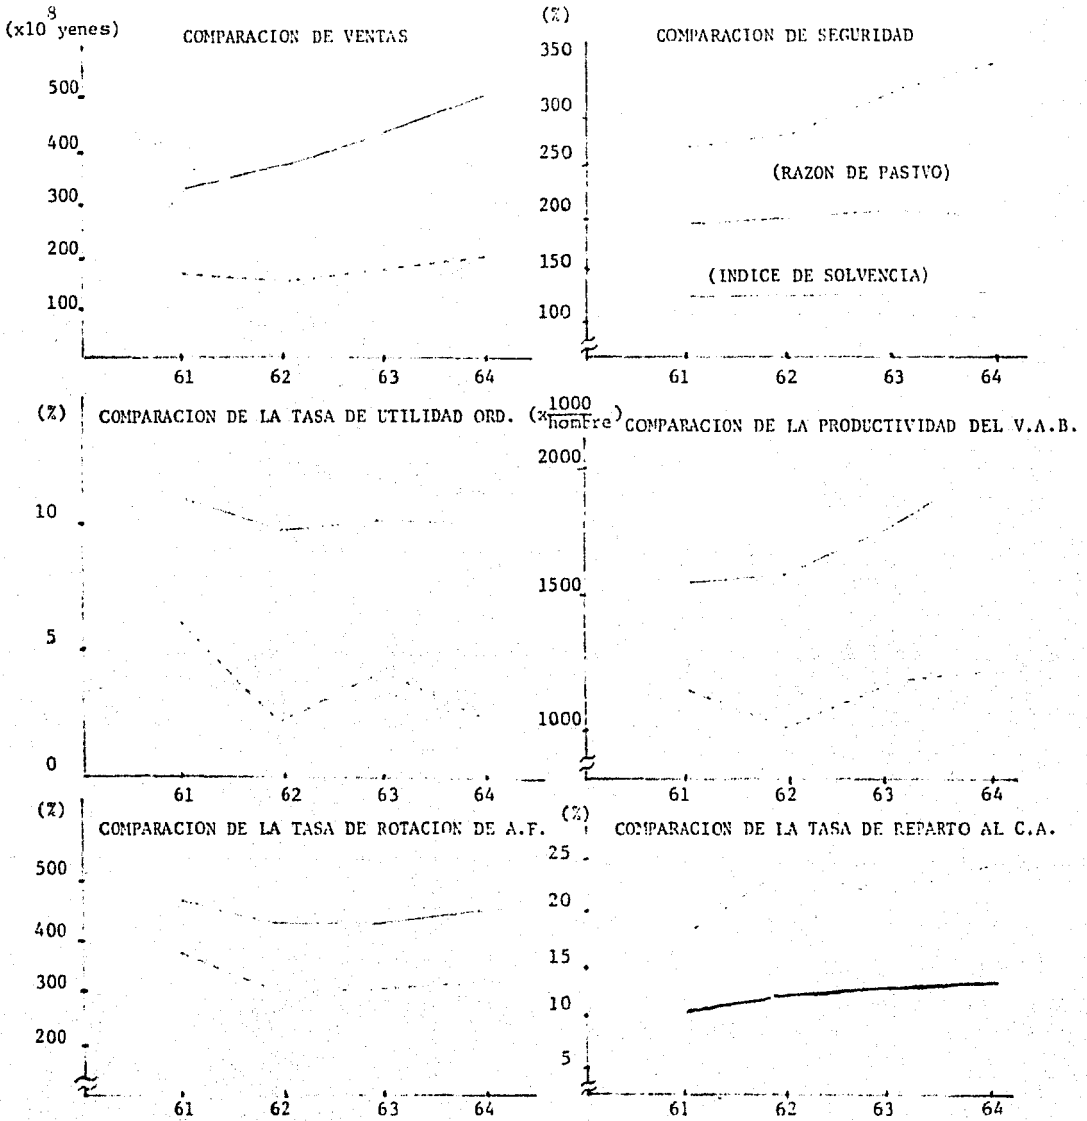 8
(x10 yenes)
COMPARACION DE VENTAS
500
400
300
200
100
61 62 63 64
(%)
COMPARACION DE SEGURIDAD
350
300
250
(RAZON DE PASIVO)
200
150
(INDICE DE SOLVENCIA)
100
61 62 63 64
(%) COMPARACION DE LA TASA DE UTILIDAD ORD.
10
5
0
61 62 63 64
(x1000/hombre) COMPARACION DE LA PRODUCTIVIDAD DEL V.A.B.
2000
1500
1000
61 62 63 64
(%)
COMPARACION DE LA TASA DE ROTACION DE A.F.
500
400
300
200
61 62 63 64
(%)
COMPARACION DE LA TASA DE REPARTO AL C.A.
25
20
15
10
5
61 62 63 64